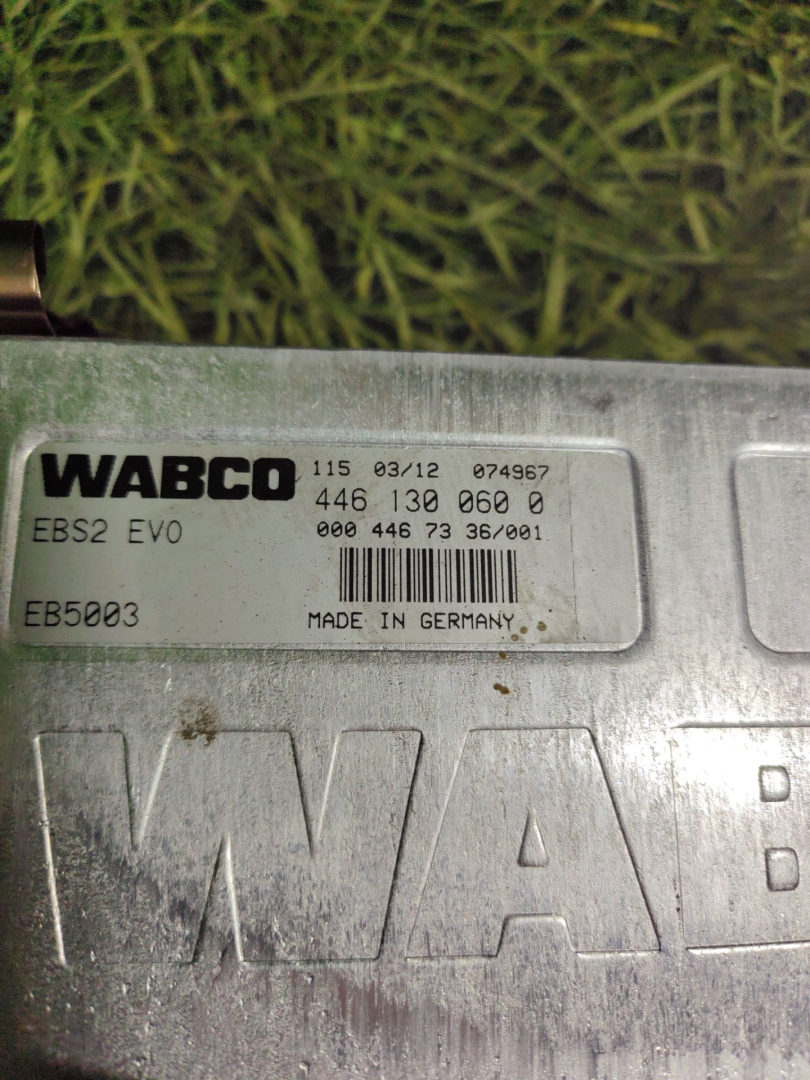 WABCO 115 03/12 074967
446 130 060 0
EBS2 EVO 000 446 73 36/001
EB5003 MADE IN GERMANY
WAB